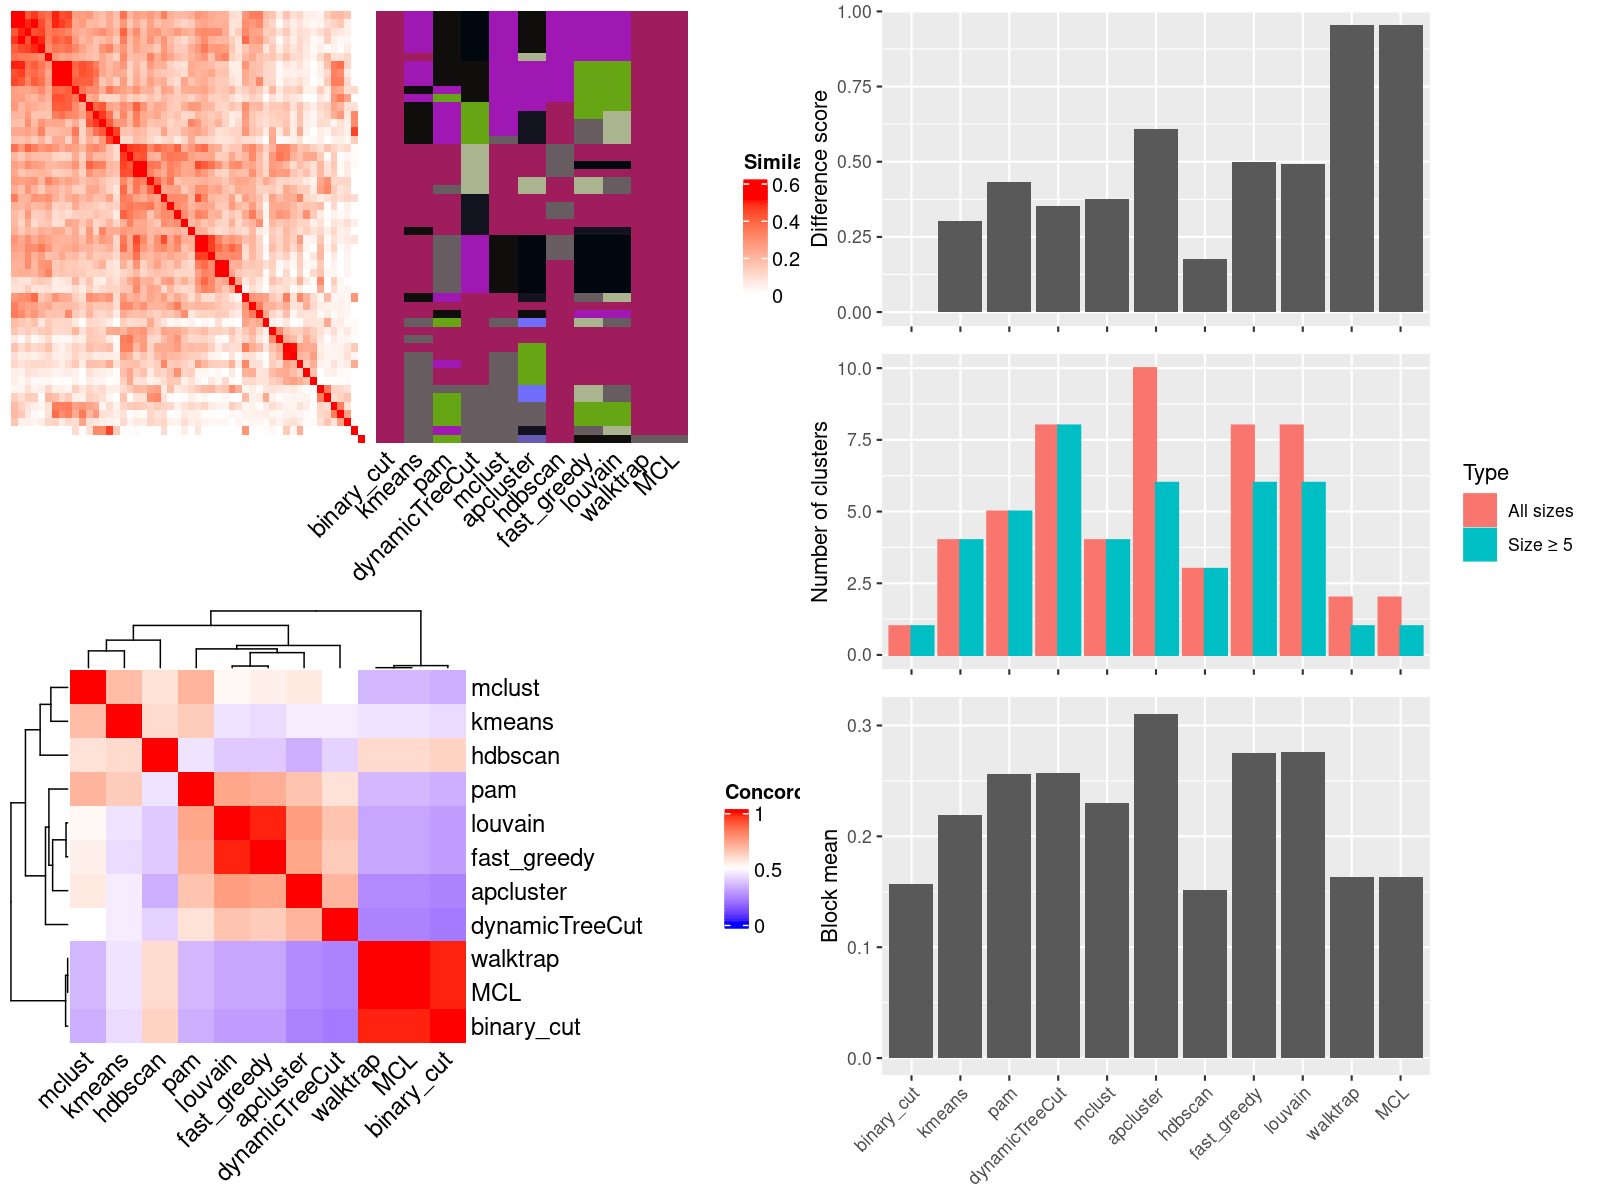 Simila
0.6
0.4
0.2
0
binary_cut
kmeans
pam
dynamicTreeCut
mclust
apcluster
hdbscan
fast_greedy
louvain
walktrap
MCL
Difference score
1.00
0.75
0.50
0.25
0.00
Number of clusters
10.0
7.5
5.0
2.5
0.0
Type
All sizes
Size ≥ 5
mclust
kmeans
hdbscan
pam
louvain
fast_greedy
apcluster
dynamicTreeCut
walktrap
MCL
binary_cut
mclust
kmeans
hdbscan
pam
louvain
fast_greedy
apcluster
dynamicTreeCut
walktrap
MCL
binary_cut
Concord
1
0.5
0
Block mean
0.3
0.2
0.1
0.0
binary_cut
kmeans
pam
dynamicTreeCut
mclust
apcluster
hdbscan
fast_greedy
louvain
walktrap
MCL